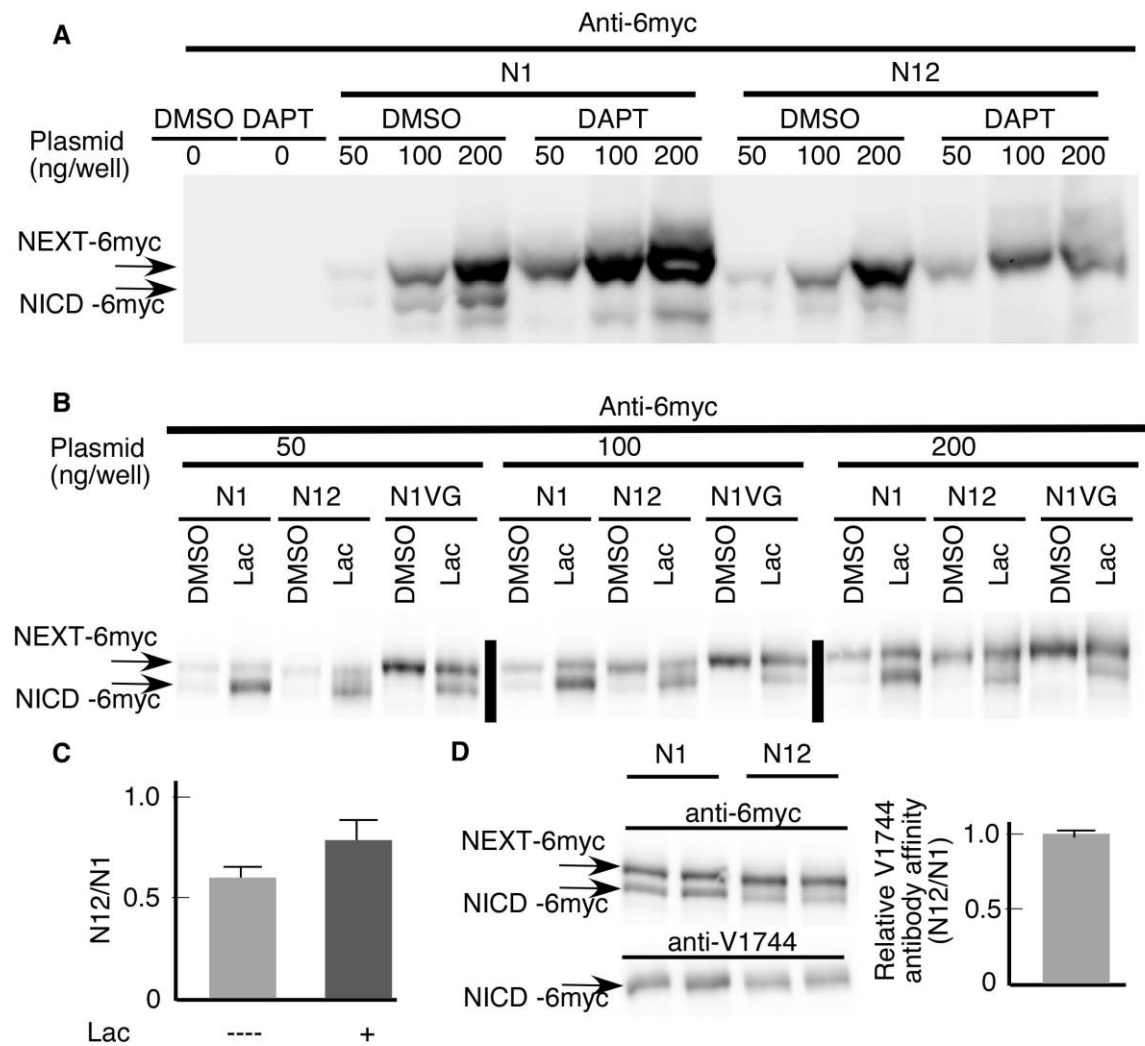 A
Anti-6myc
N1 N12
DMSO DAPT DMSO DAPT DMSO DAPT
Plasmid
(ng/well)
0 0 50 100 200 50 100 200 50 100 200 50 100 200
NEXT-6myc
NICD -6myc
B
Anti-6myc
Plasmid
(ng/well)
50 100 200
N1 N12 N1VG N1 N12 N1VG N1 N12 N1VG
DMSO Lac DMSO Lac DMSO Lac DMSO Lac DMSO Lac DMSO Lac DMSO Lac DMSO Lac DMSO Lac
NEXT-6myc
NICD -6myc
C
N12/N1
1.0
0.5
0
Lac ---- +
D
N1 N12
anti-6myc
NEXT-6myc
NICD -6myc
anti-V1744
NICD -6myc
Relative V1744
antibody affinity
(N12/N1)
1.0
0.5
0